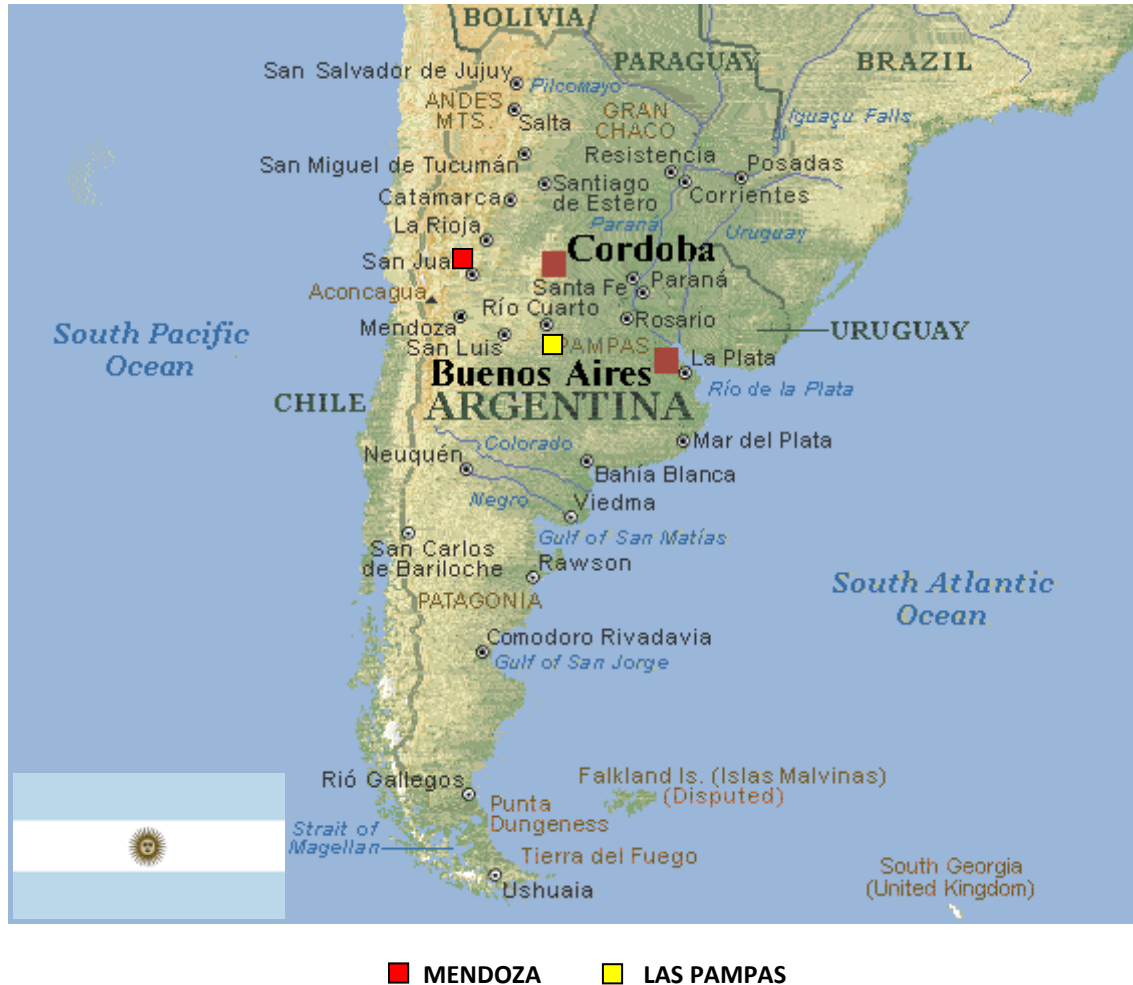 BOLIVIA
PARAGUAY
BRAZIL
San Salvador de Jujuy
Pilcomayo
ANDES
MTS.
Salta
GRAN
CHACO
Iguaçu Falls
San Miguel de Tucumán
Resistencia
Posadas
Santiago
de Estero
Catamarca
Corrientes
La Rioja
Paraná
Uruguay
Cordoba
San Jua
Santa Fe
Paraná
Aconcagua
Río Cuarto
Mendoza
Rosario
URUGUAY
San Luis
PAMPAS
La Plata
South Pacific
Ocean
Buenos Aires
Río de la Plata
CHILE
ARGENTINA
Colorado
Mar del Plata
Neuquén
Bahía Blanca
Negro
Viedma
Gulf of San Matías
San Carlos
de Bariloche
Rawson
South Atlantic
Ocean
PATAGONIA
Comodoro Rivadavia
Gulf of San Jorge
Rió Gallegos
Falkland Is. (Islas Malvinas)
(Disputed)
Punta
Dungeness
Strait of
Magellan
Tierra del Fuego
South Georgia
(United Kingdom)
Ushuaia
MENDOZA
LAS PAMPAS